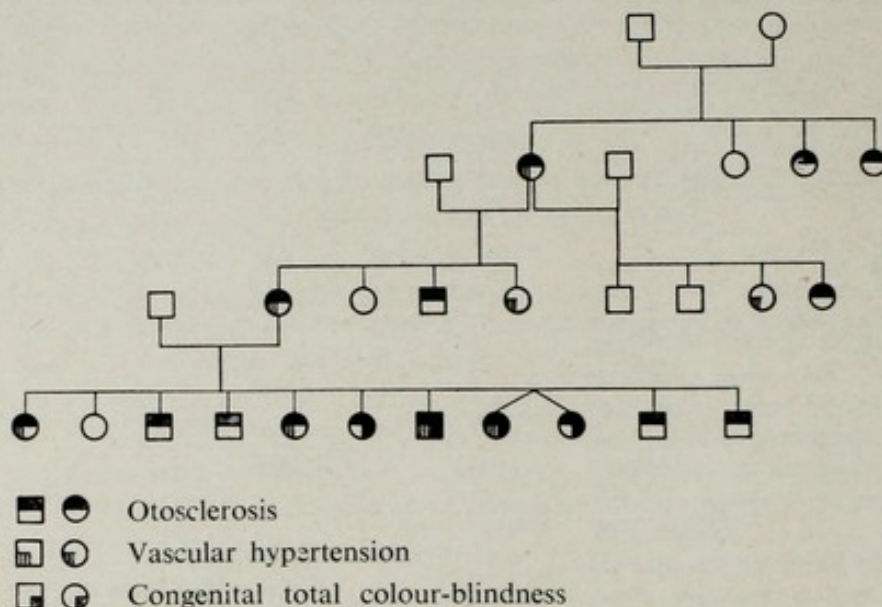 Otosclerosis
Vascular hypertension
Congenital total colour-blindness